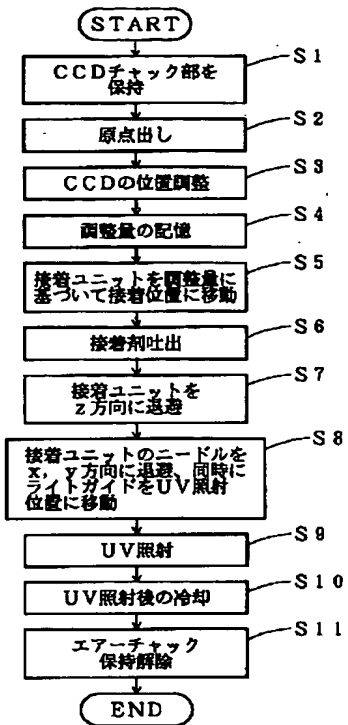 START
S1
CCDチャック部を
保持
S2
原点出し
S3
CCDの位置調整
S4
調整量の記憶
S5
接着ユニットを調整量に
基づいて接着位置に移動
S6
接着剤吐出
S7
接着ユニットを
z方向に退避
S8
接着ユニットのニードルを
x, y方向に退避、同時に
ライトガイドをUV照射
位置に移動
S9
UV照射
S10
UV照射後の冷却
S11
エアーチャック
保持解除
END